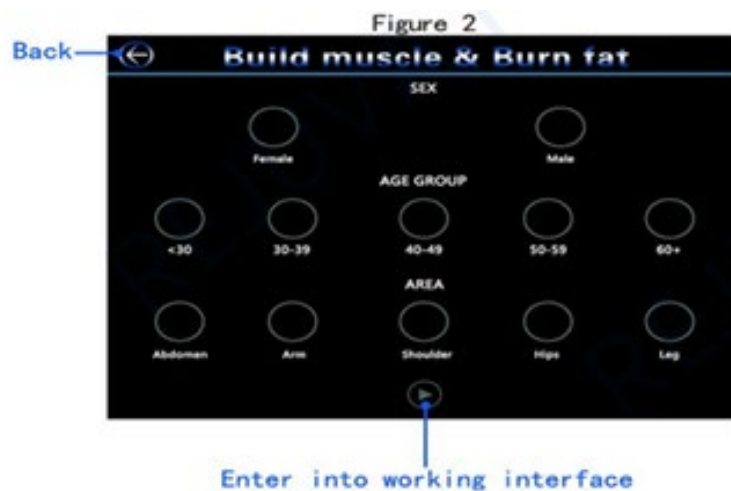 Figure 2
Back
Build muscle & Burn fat
SEX
Female Male
AGE GROUP
<30 30-39 40-49 50-59 60+
AREA
Abdomen Arm Shoulder Hips Leg
Enter into working interface